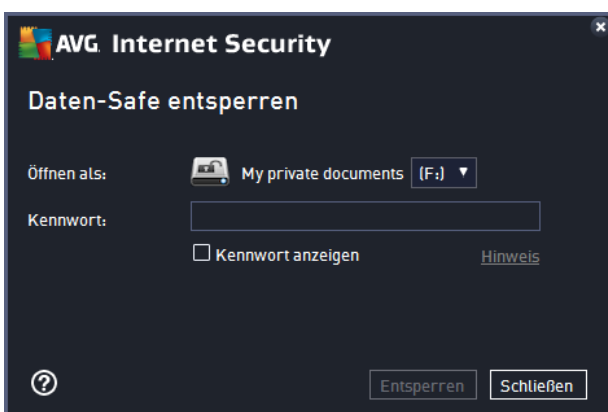 AVG. Internet Security
Daten-Safe entsperren
Öffnen als: My private documents (F:)
Kennwort:
Kennwort anzeigen Hinweis
Entsperren Schließen